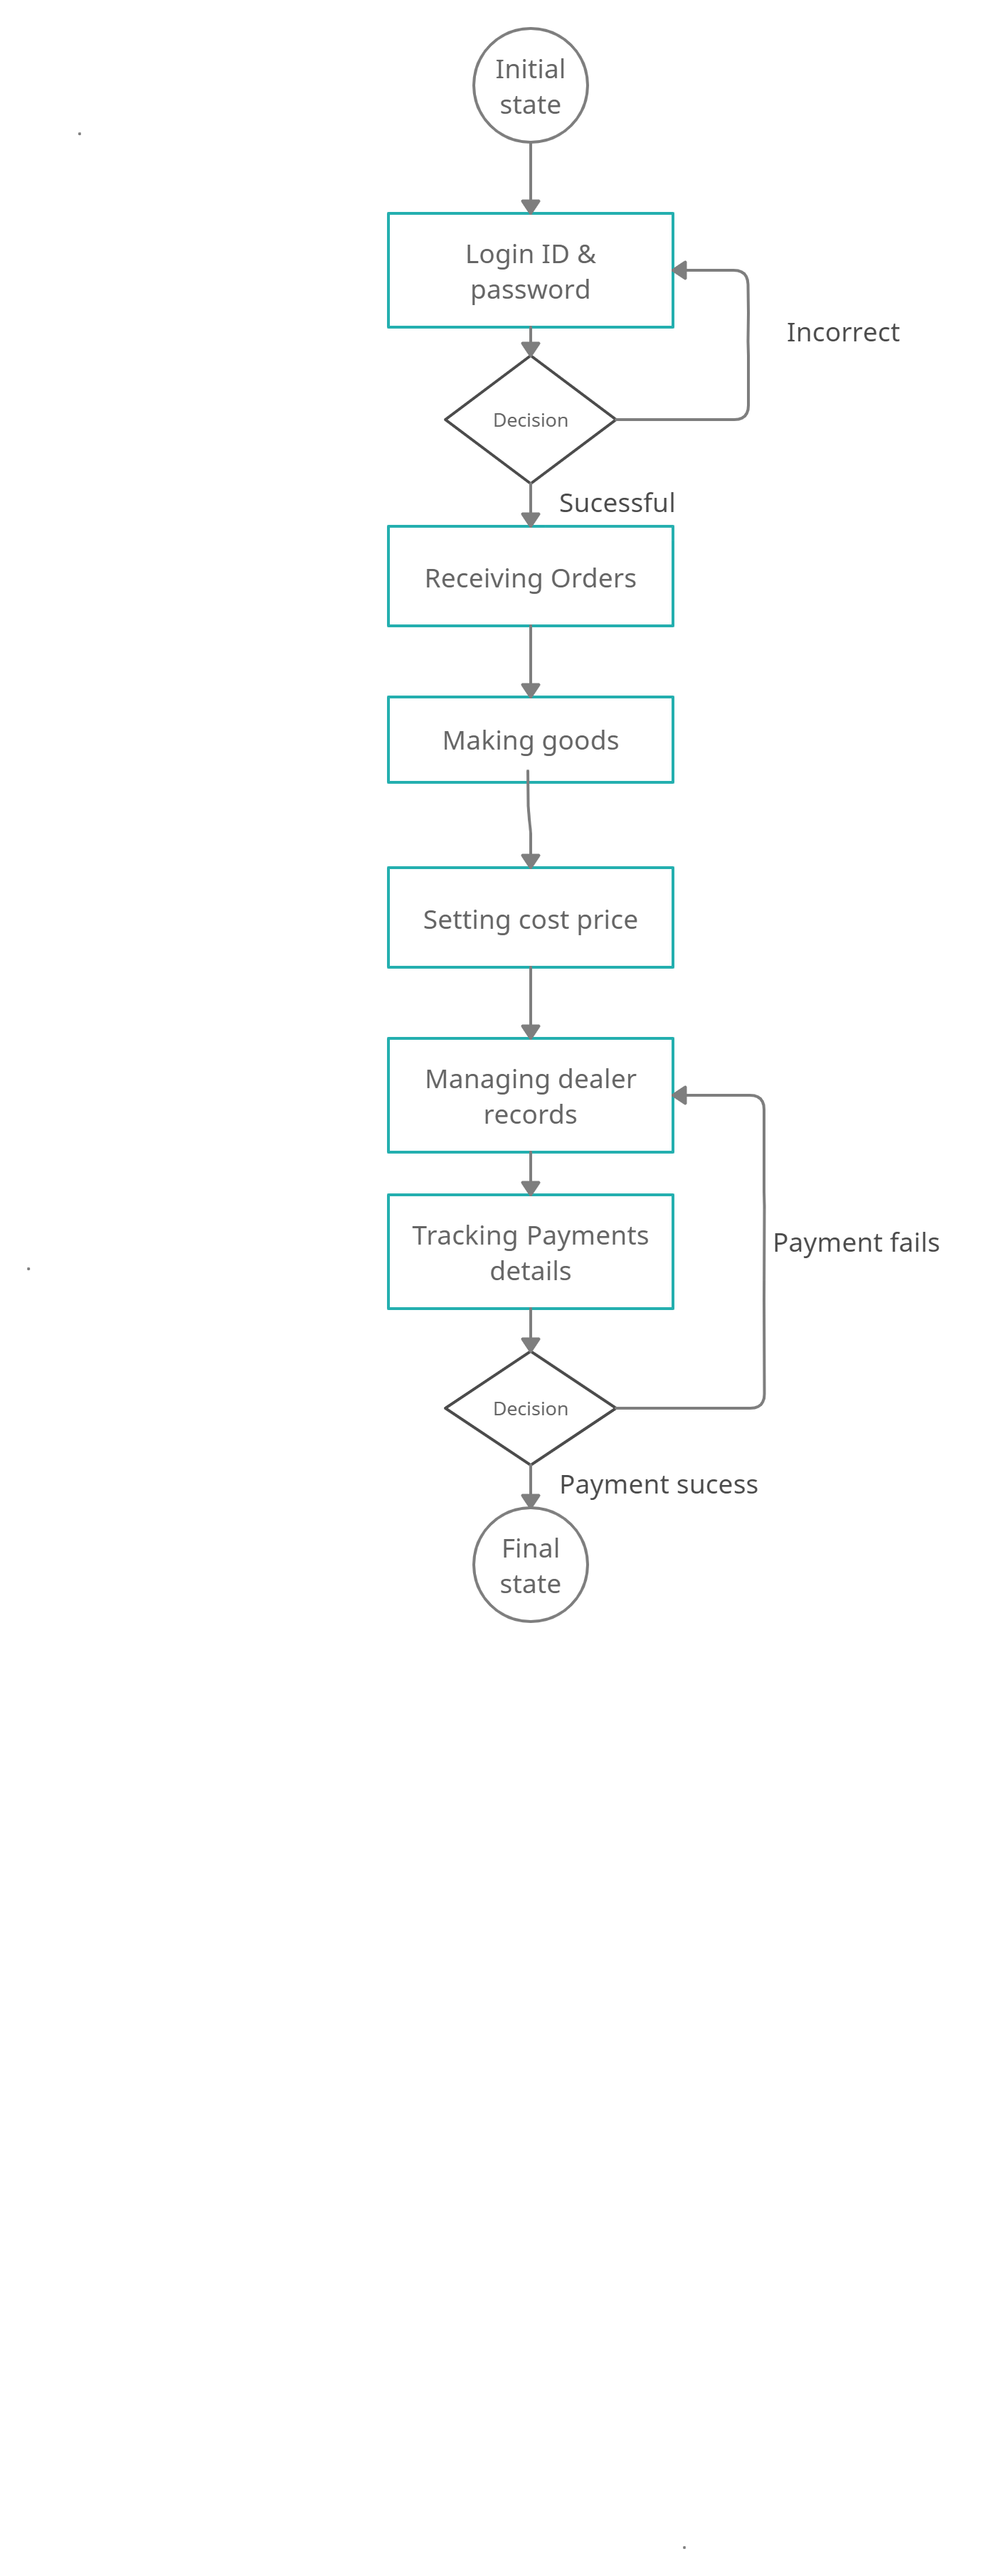 Initial
state
Login ID &
password
Incorrect
Decision
Sucessful
Receiving Orders
Making goods
Setting cost price
Managing dealer
records
Tracking Payments
details
Payment fails
Decision
Payment sucess
Final
state